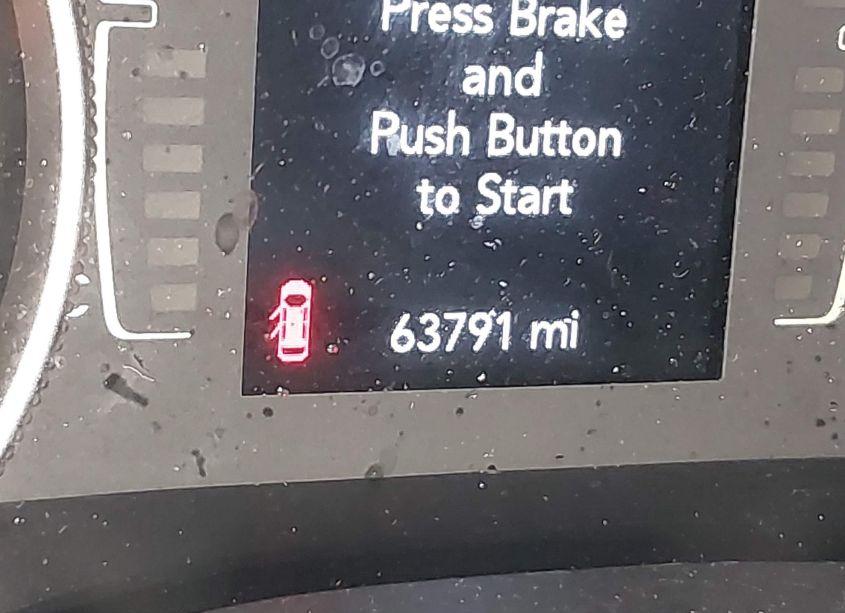 Press Brake
and
Push Button
to Start
63791 mi